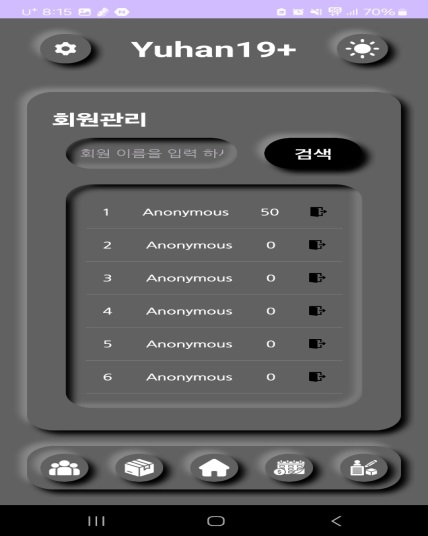 U⁺ 8:15 70%
Yuhan19+
회원관리
회원 이름을 입력 하
검색
1 Anonymous 50
2 Anonymous 0
3 Anonymous 0
4 Anonymous 0
5 Anonymous 0
6 Anonymous 0